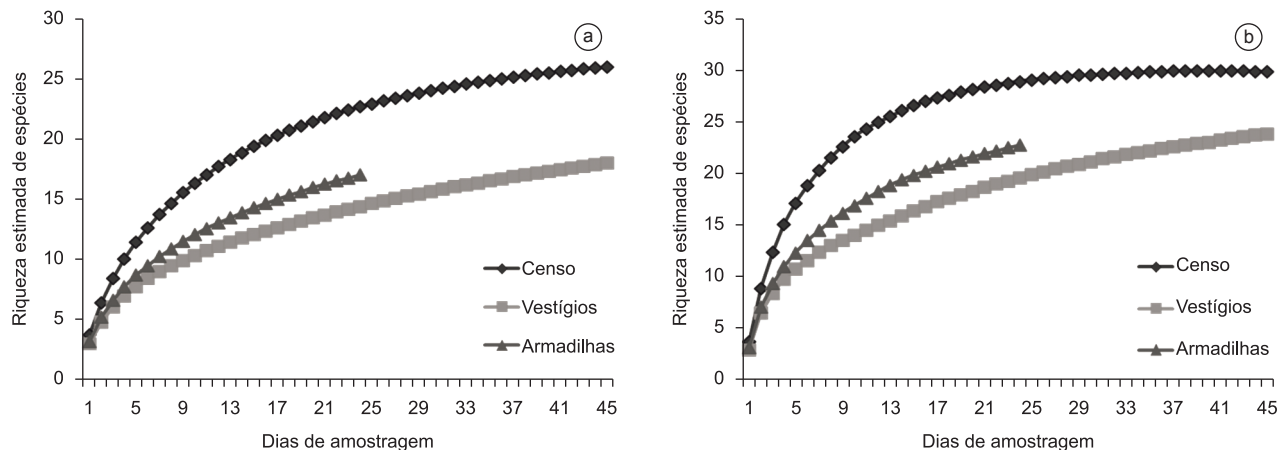 a
Riqueza estimada de espécies
30
25
20
15
10
5
0
Censo
Vestígios
Armadilhas
1 5 9 13 17 21 25 29 33 37 41 45
Dias de amostragem
b
Riqueza estimada de espécies
35
30
25
20
15
10
5
0
Censo
Vestígios
Armadilhas
1 5 9 13 17 21 25 29 33 37 41 45
Dias de amostragem